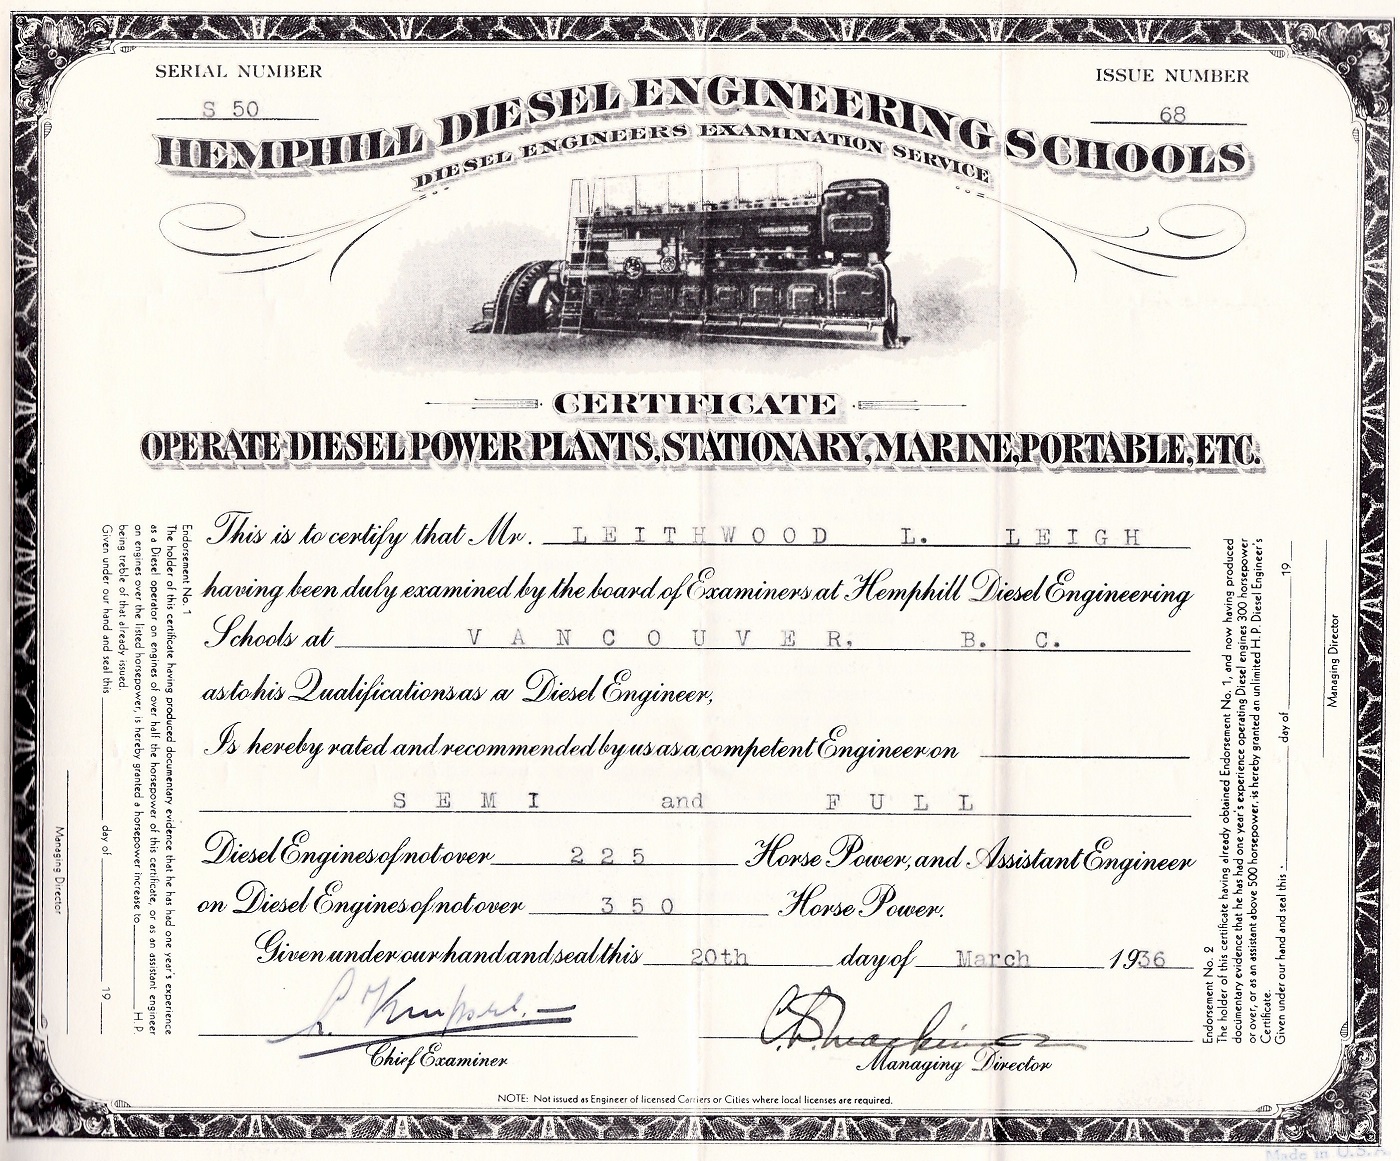 SERIAL NUMBER
S 50
ISSUE NUMBER
68
HEMPHILL DIESEL ENGINEERING SCHOOLS
DIESEL ENGINEERS EXAMINATION SERVICE
CERTIFICATE
OPERATE DIESEL POWER PLANTS, STATIONARY, MARINE, PORTABLE, ETC.
This is to certify that Mr. LEITHWOOD L. LEIGH
having been duly examined by the board of Examiners at Hemphill Diesel Engineering
Schools at VANCOUVER, B. C.
as to his Qualifications as a Diesel Engineer,
Is hereby rated and recommended by us as a competent Engineer on
SEMI and FULL
Diesel Engines of not over 225 Horse Power, and Assistant Engineer
on Diesel Engines of not over 350 Horse Power.
Given under our hand and seal this 20th day of March 1936
Chief Examiner
Managing Director
NOTE: Not issued as Engineer of licensed Carriers or Cities where local licenses are required.
Endorsement No. 1
The holder of this certificate having produced documentary evidence that he has had one year's experience
as a Diesel operator on engines of over half the horsepower of this certificate, or as an assistant engineer
on engines over the listed horsepower, is hereby granted a horsepower increase to H.P.
being treble of that already issued.
Given under our hand and seal this day of 19
Managing Director
Endorsement No. 2
The holder of this certificate having already obtained Endorsement No. 1, and now having produced
documentary evidence that he has had one year's experience operating Diesel engines 300 horsepower
or over, or as an assistant above 500 horsepower, is hereby granted an unlimited H.P. Diesel Engineer's
Certificate.
Given under our hand and seal this day of 19
Managing Director
Made in U.S.A.